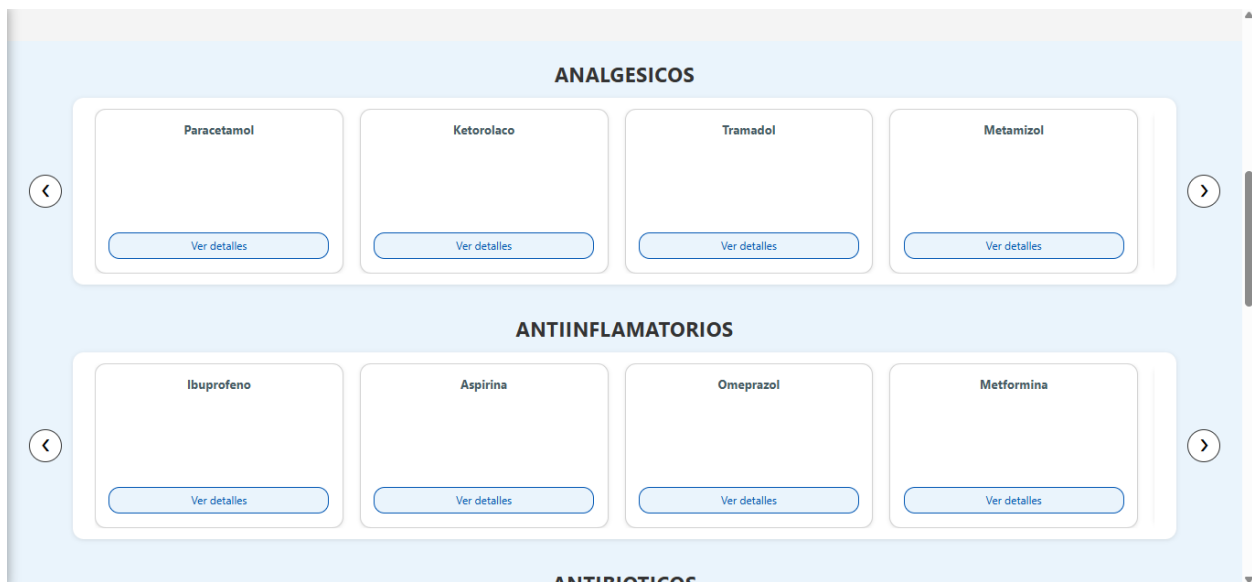 ANALGESICOS
Paracetamol Ketorolaco Tramadol Metamizol
Ver detalles Ver detalles Ver detalles Ver detalles
ANTIINFLAMATORIOS
Ibuprofeno Aspirina Omeprazol Metformina
Ver detalles Ver detalles Ver detalles Ver detalles
ANTIBIOTICOS